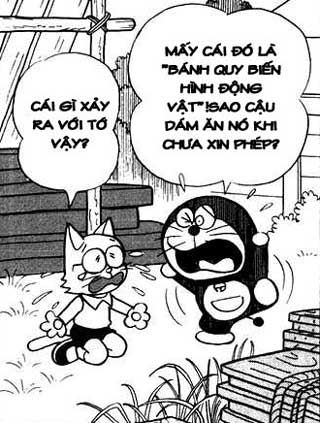 CÁI GÌ XẢY
RA VỚI TỚ
VẬY?
MẤY CÁI ĐÓ LÀ
"BÁNH QUY BIẾN
HÌNH ĐỘNG
VẬT"!SAO CẬU
DÁM ĂN NÓ KHI
CHƯA XIN PHÉP?